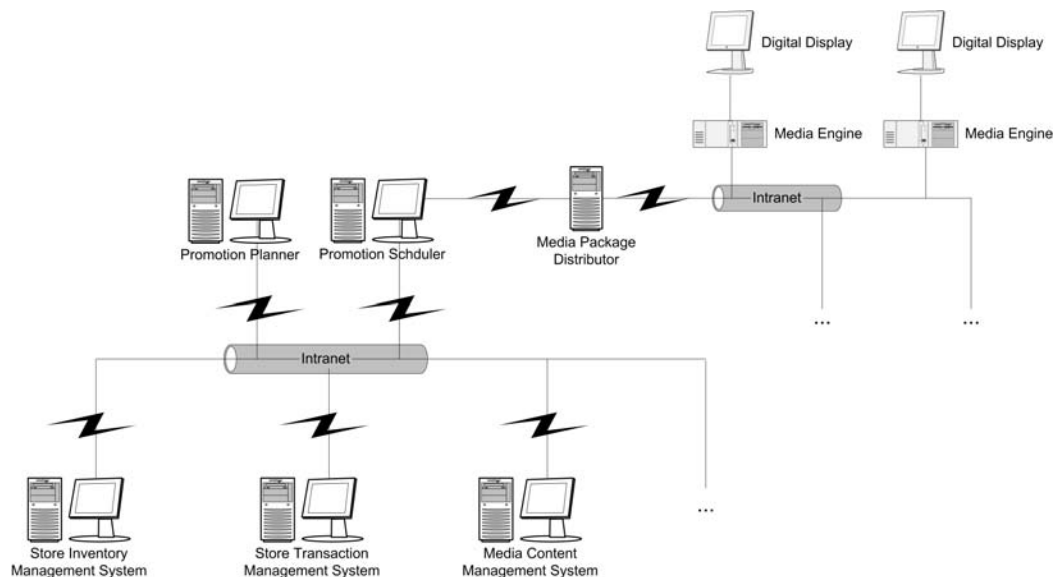 Digital Display
Digital Display
Media Engine
Media Engine
Intranet
Promotion Planner
Promotion Schduler
Media Package
Distributor
...
...
Intranet
...
Store Inventory
Management System
Store Transaction
Management System
Media Content
Management System